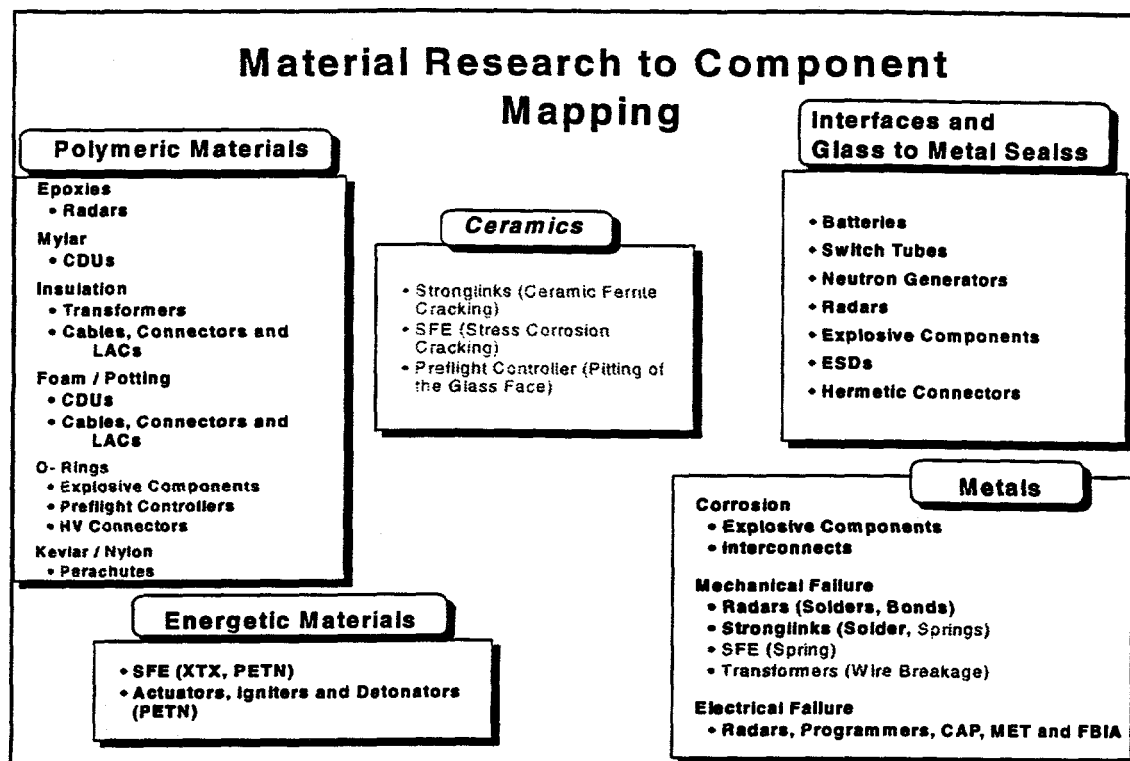 Material Research to Component
Mapping
Polymeric Materials
Epoxies
• Radars
Mylar
• CDUs
Insulation
• Transformers
• Cables, Connectors and
LACs
Foam / Potting
• CDUs
• Cables, Connectors and
LACs
O- Rings
• Explosive Components
• Preflight Controllers
• HV Connectors
Kevlar / Nylon
• Parachutes
Ceramics
• Stronglinks (Ceramic Ferrite
Cracking)
• SFE (Stress Corrosion
Cracking)
• Preflight Controller (Pitting of
the Glass Face)
Interfaces and
Glass to Metal Sealss
• Batteries
• Switch Tubes
• Neutron Generators
• Radars
• Explosive Components
• ESDs
• Hermetic Connectors
Energetic Materials
• SFE (XTX, PETN)
• Actuators, Igniters and Detonators
(PETN)
Metals
Corrosion
• Explosive Components
• Interconnects
Mechanical Failure
• Radars (Solders, Bonds)
• Stronglinks (Solder, Springs)
• SFE (Spring)
• Transformers (Wire Breakage)
Electrical Failure
• Radars, Programmers, CAP, MET and FBIA